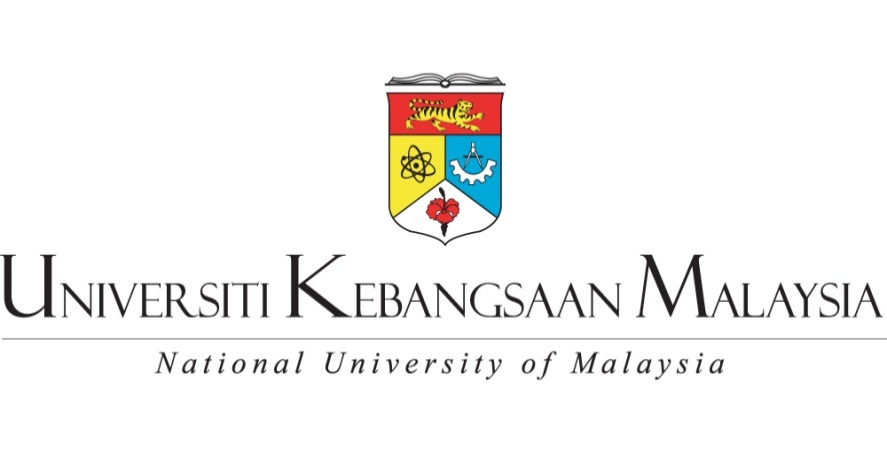 UNIVERSITI KEBANGSAAN MALAYSIA
National University of Malaysia